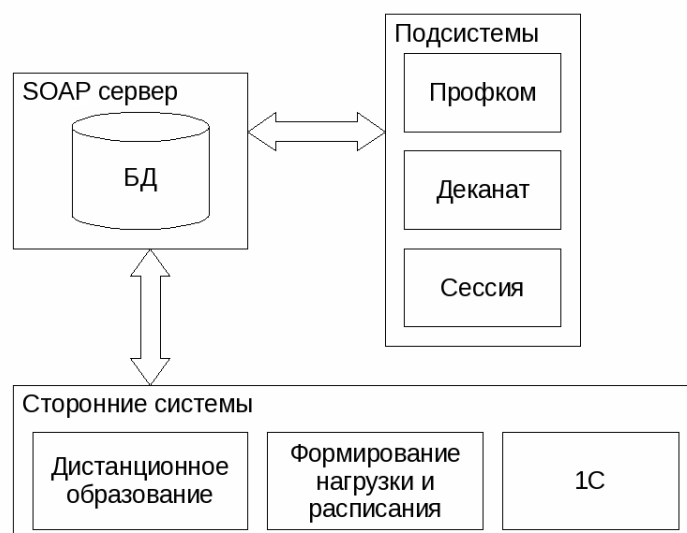 SOAP сервер
БД
Подсистемы
Профком
Деканат
Сессия
Сторонние системы
Дистанционное
образование
Формирование
нагрузки и
расписания
1С